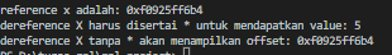 reference x adalah: 0xf0925ff6b4
dereference X harus disertai * untuk mendapatkan value: 5
dereference X tanpa * akan menampilkan offset: 0xf0925ff6b4